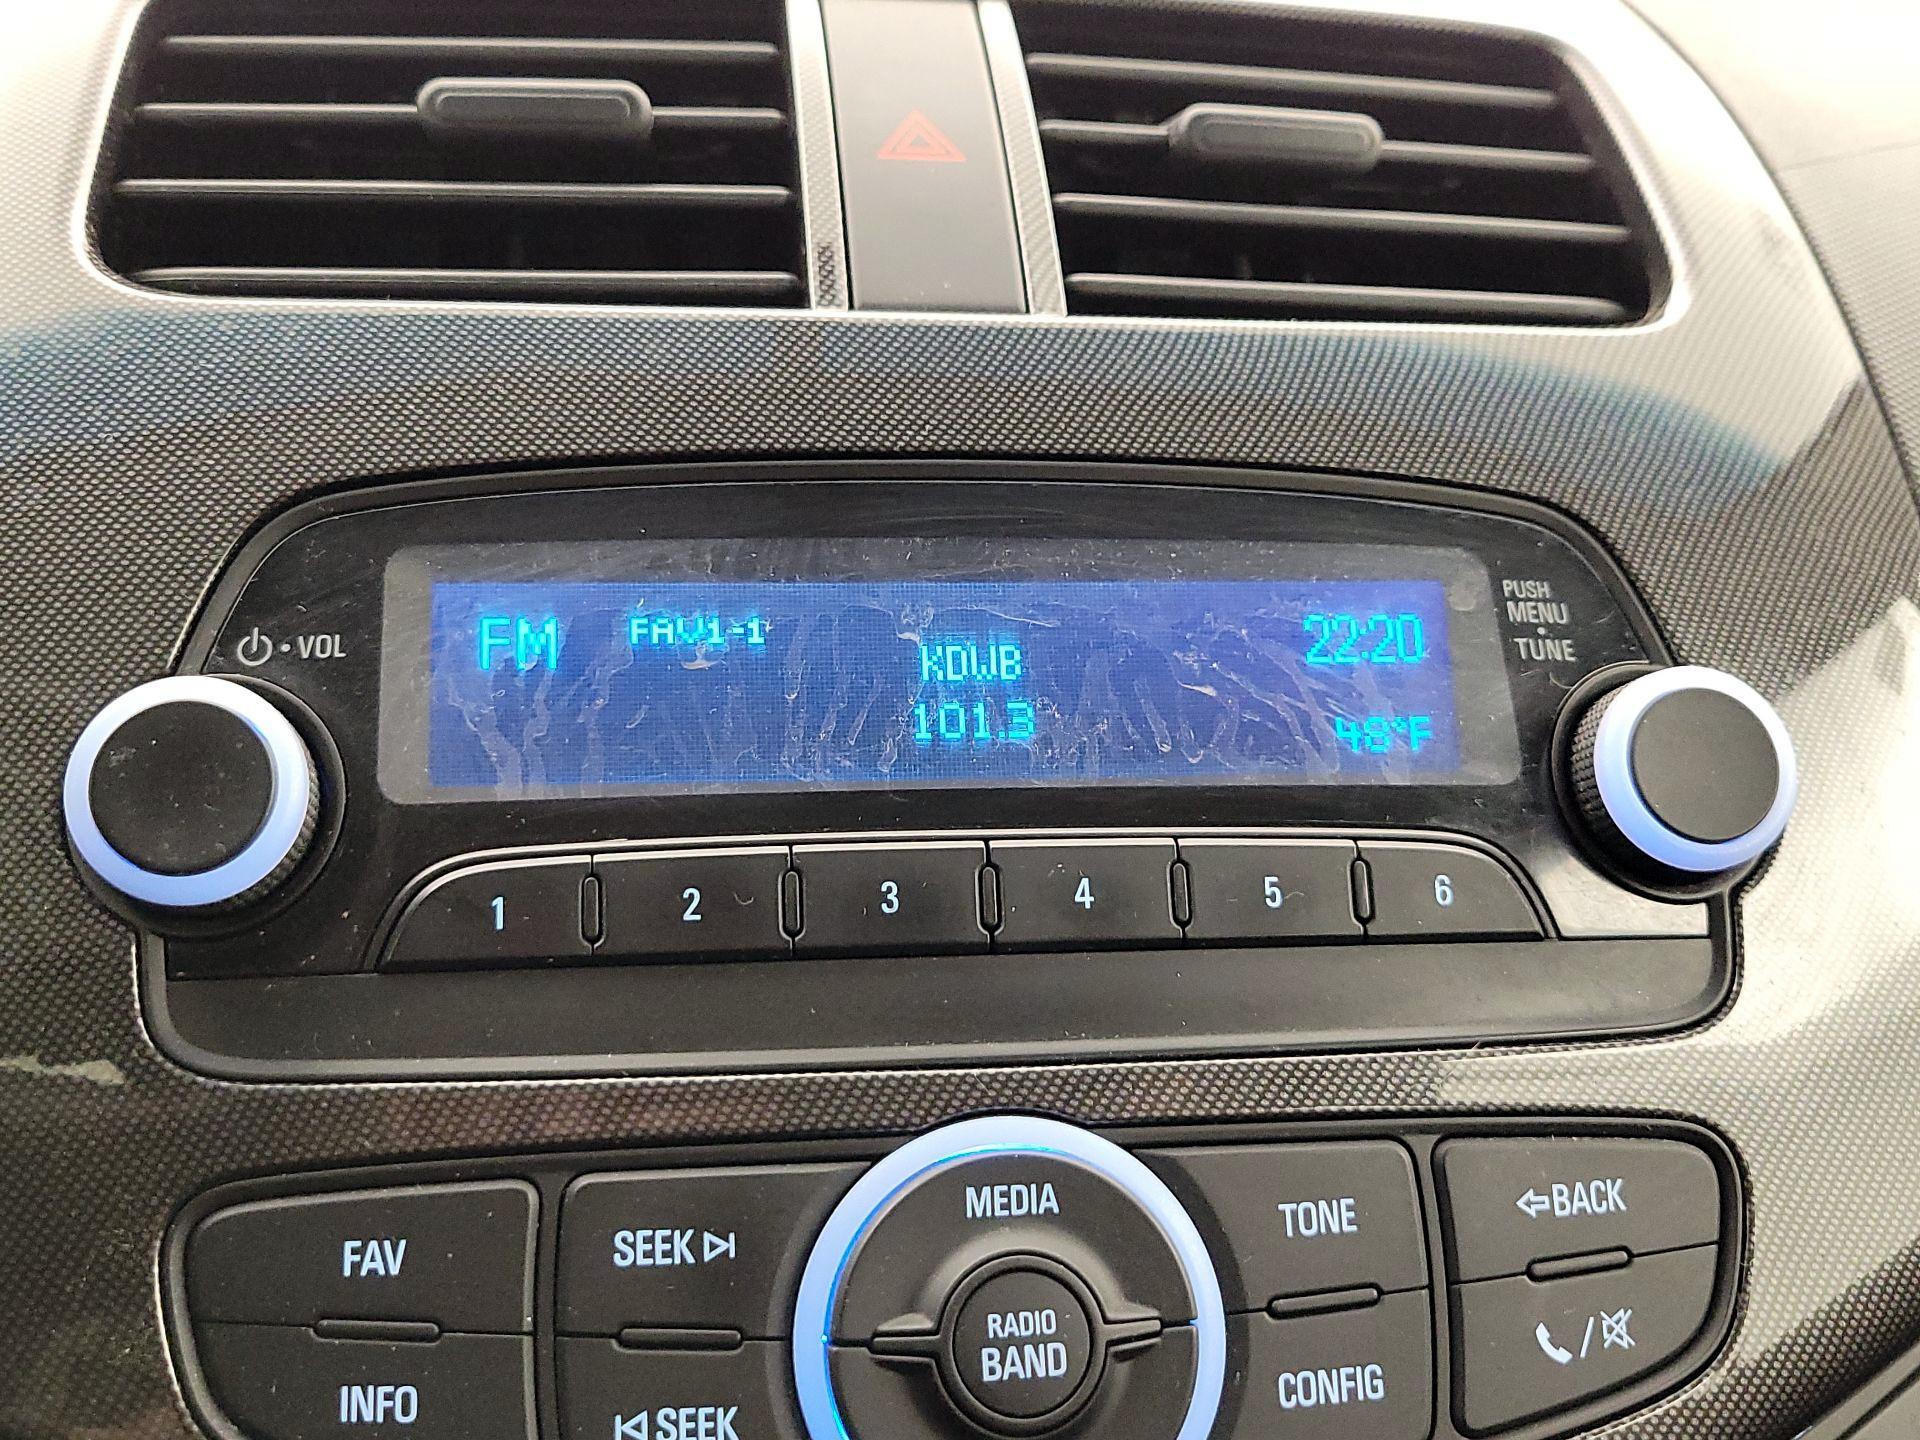 VOL
FM FAV1-1 22:20
KDWB
101.3 48°F
PUSH
MENU
TUNE
1 2 3 4 5 6
FAV
SEEK
MEDIA
TONE
BACK
INFO
SEEK
RADIO
BAND
CONFIG